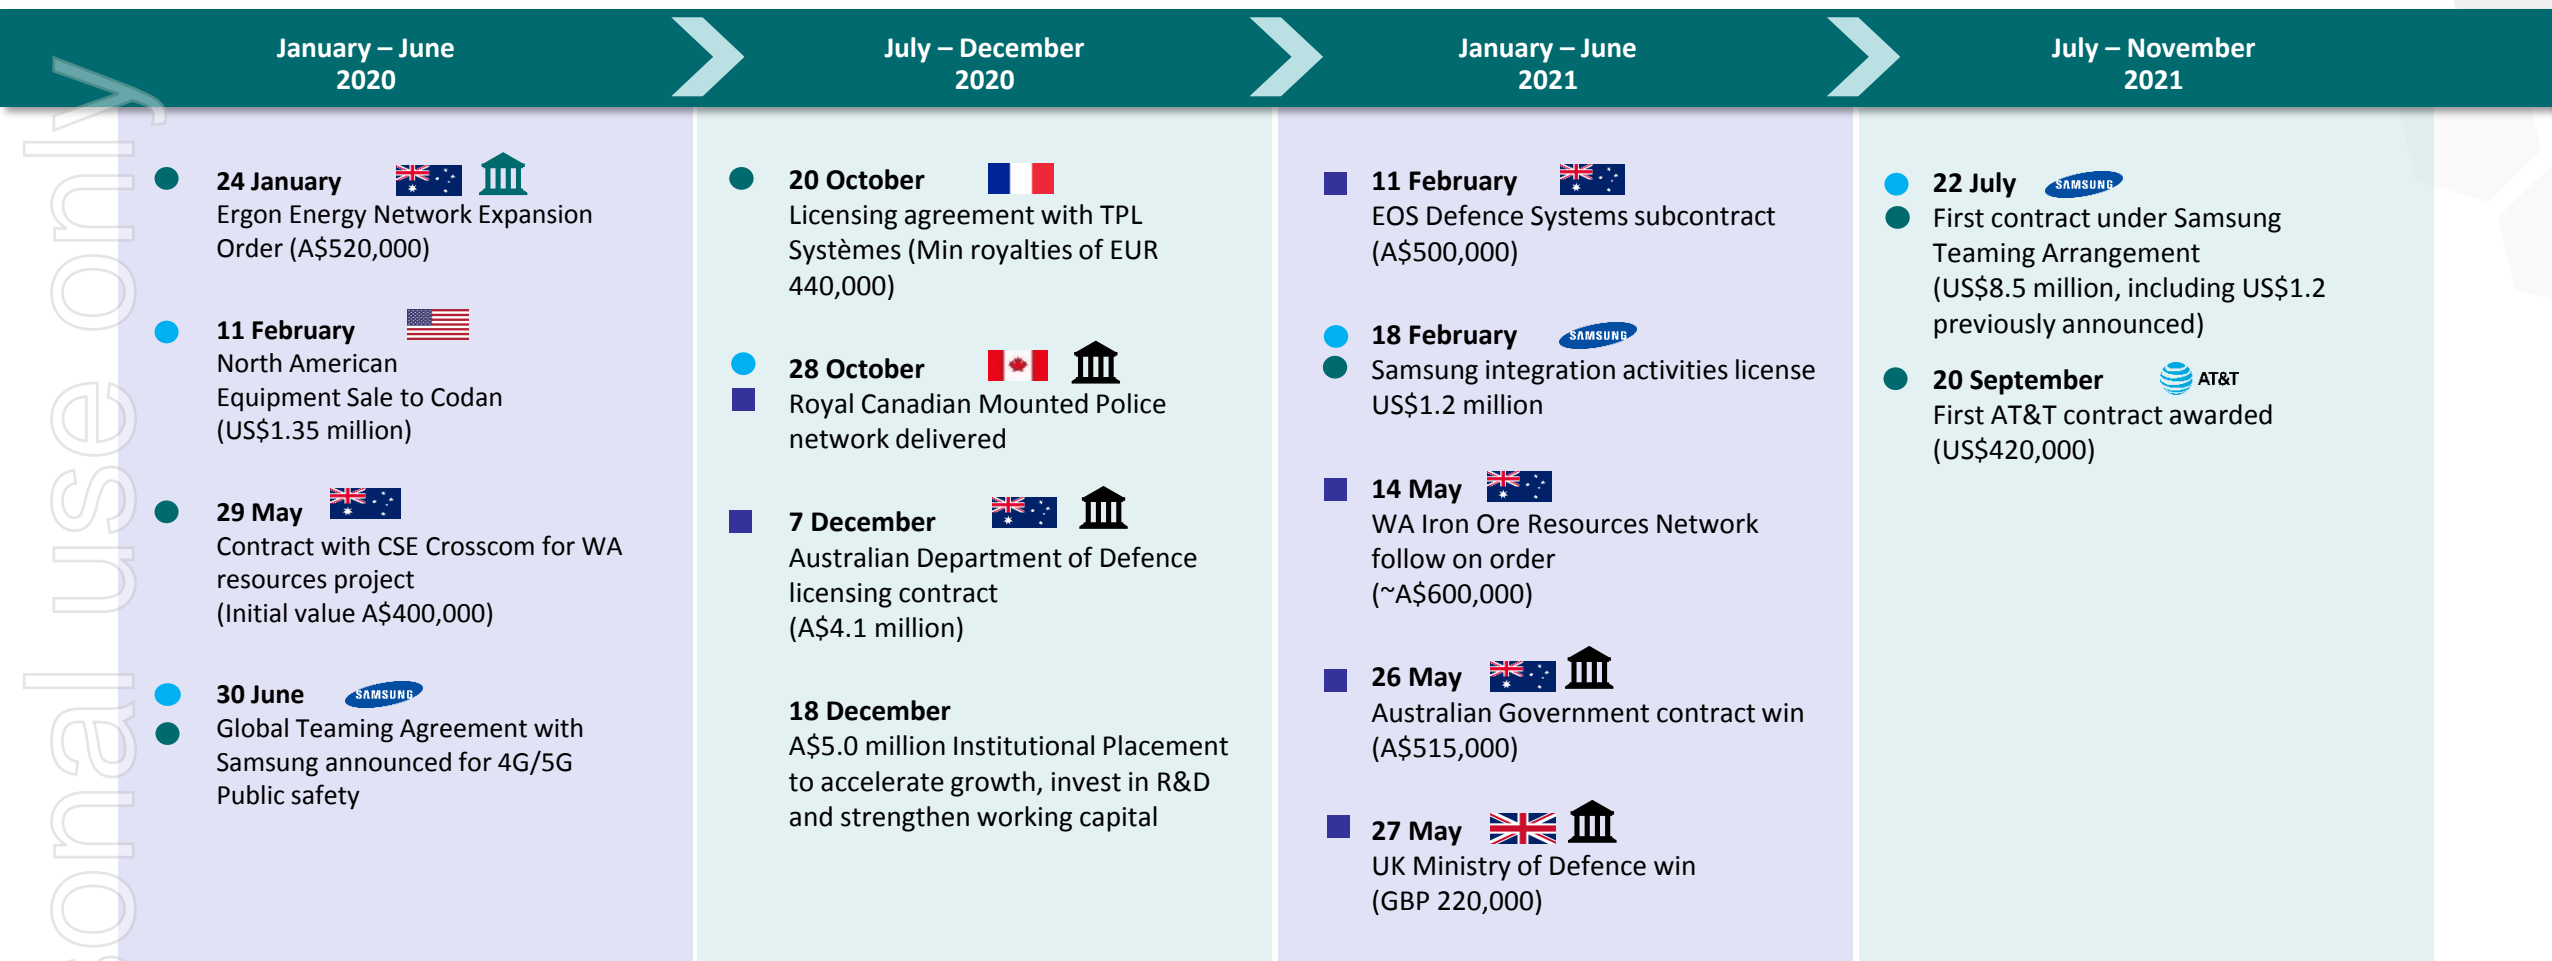 January – June
2020
July – December
2020
January – June
2021
July – November
2021
24 January
Ergon Energy Network Expansion
Order (A$520,000)
11 February
North American
Equipment Sale to Codan
(US$1.35 million)
29 May
Contract with CSE Crosscom for WA
resources project
(Initial value A$400,000)
30 June
SAMSUNG
Global Teaming Agreement with
Samsung announced for 4G/5G
Public safety
20 October
Licensing agreement with TPL
Systèmes (Min royalties of EUR
440,000)
28 October
Royal Canadian Mounted Police
network delivered
7 December
Australian Department of Defence
licensing contract
(A$4.1 million)
18 December
A$5.0 million Institutional Placement
to accelerate growth, invest in R&D
and strengthen working capital
11 February
EOS Defence Systems subcontract
(A$500,000)
18 February
SAMSUNG
Samsung integration activities license
US$1.2 million
14 May
WA Iron Ore Resources Network
follow on order
(~A$600,000)
26 May
Australian Government contract win
(A$515,000)
27 May
UK Ministry of Defence win
(GBP 220,000)
22 July
SAMSUNG
First contract under Samsung
Teaming Arrangement
(US$8.5 million, including US$1.2
previously announced)
20 September
AT&T
First AT&T contract awarded
(US$420,000)
sonal use only